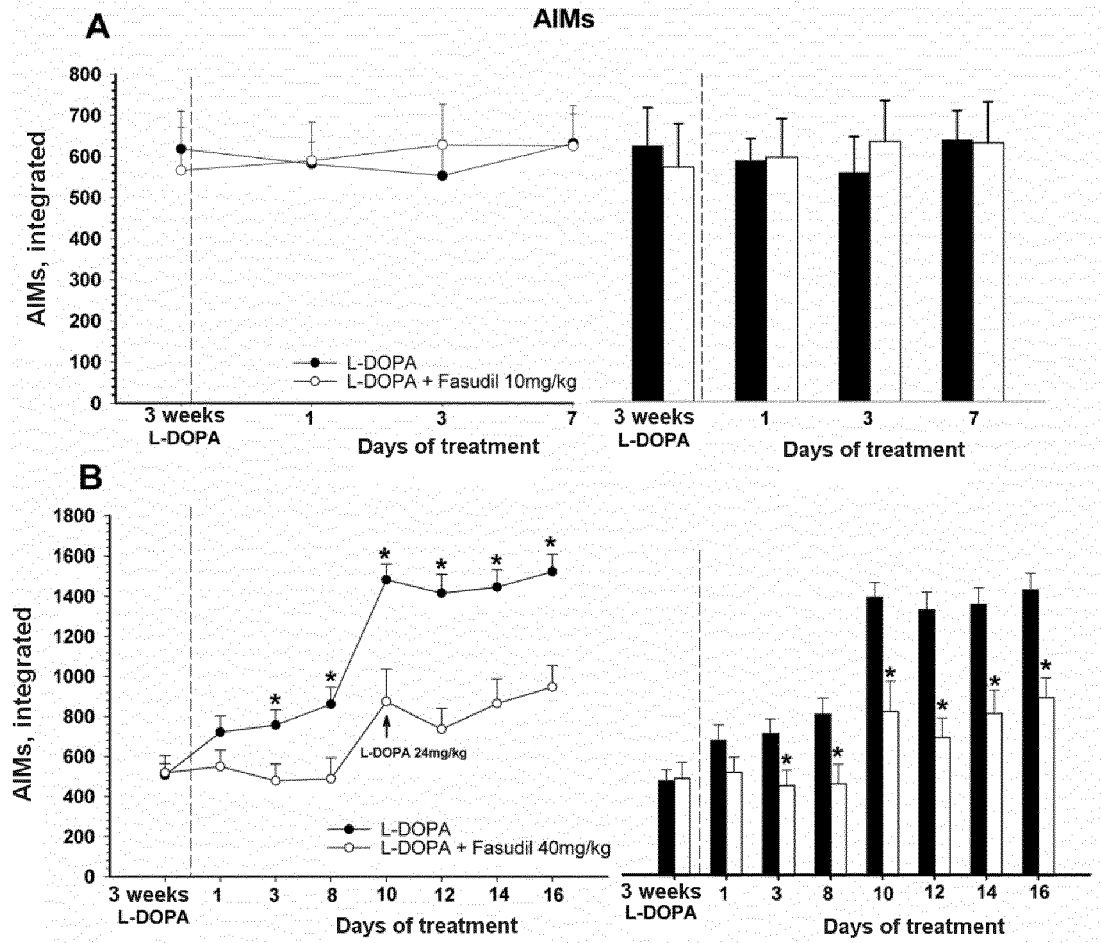 AIMs
A
800
700
600
500
400
300
200
100
0
AIMs, integrated
L-DOPA
L-DOPA + Fasudil 10mg/kg
3 weeks
L-DOPA
1
3
7
Days of treatment
3 weeks
L-DOPA
1
3
7
Days of treatment
B
1800
1600
1400
1200
1000
800
600
400
200
0
AIMs, integrated
*
*
*
*
*
*
L-DOPA 24mg/kg
L-DOPA
L-DOPA + Fasudil 40mg/kg
3 weeks
L-DOPA
1
3
8
10
12
14
16
Days of treatment
*
*
*
*
*
*
3 weeks
L-DOPA
1
3
8
10
12
14
16
Days of treatment